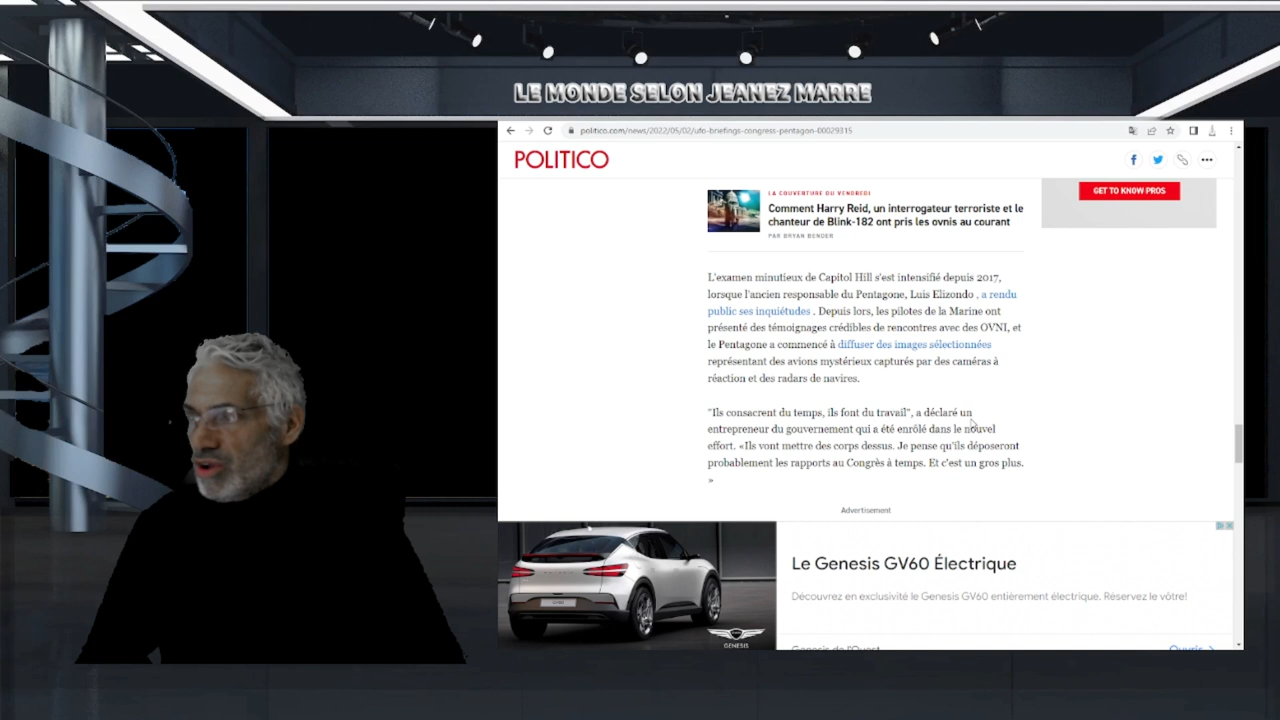 LE MONDE SELON JEANEZ MARRE
politico.com/news/2022/05/02/ufo-briefings-congress-pentagon-00029315
POLITICO
LA COUVERTURE DU VENDREDI
Comment Harry Reid, un interrogateur terroriste et le
chanteur de Blink-182 ont pris les ovnis au courant
PAR BRYAN BENDER
GET TO KNOW PROS
L'examen minutieux de Capitol Hill s'est intensifié depuis 2017,
lorsque l'ancien responsable du Pentagone, Luis Elizondo , a rendu
public ses inquiétudes . Depuis lors, les pilotes de la Marine ont
présenté des témoignages crédibles de rencontres avec des OVNI, et
le Pentagone a commencé à diffuser des images sélectionnées
représentant des avions mystérieux capturés par des caméras à
réaction et des radars de navires.
"Ils consacrent du temps, ils font du travail", a déclaré un
entrepreneur du gouvernement qui a été enrôlé dans le nouvel
effort. «Ils vont mettre des corps dessus. Je pense qu'ils déposeront
probablement les rapports au Congrès à temps. Et c'est un gros plus.
»
Advertisement
Le Genesis GV60 Électrique
Découvrez en exclusivité le Genesis GV60 entièrement électrique. Réservez le vôtre!
GENESIS
Genesis de l'Ouest
Ouvrir >